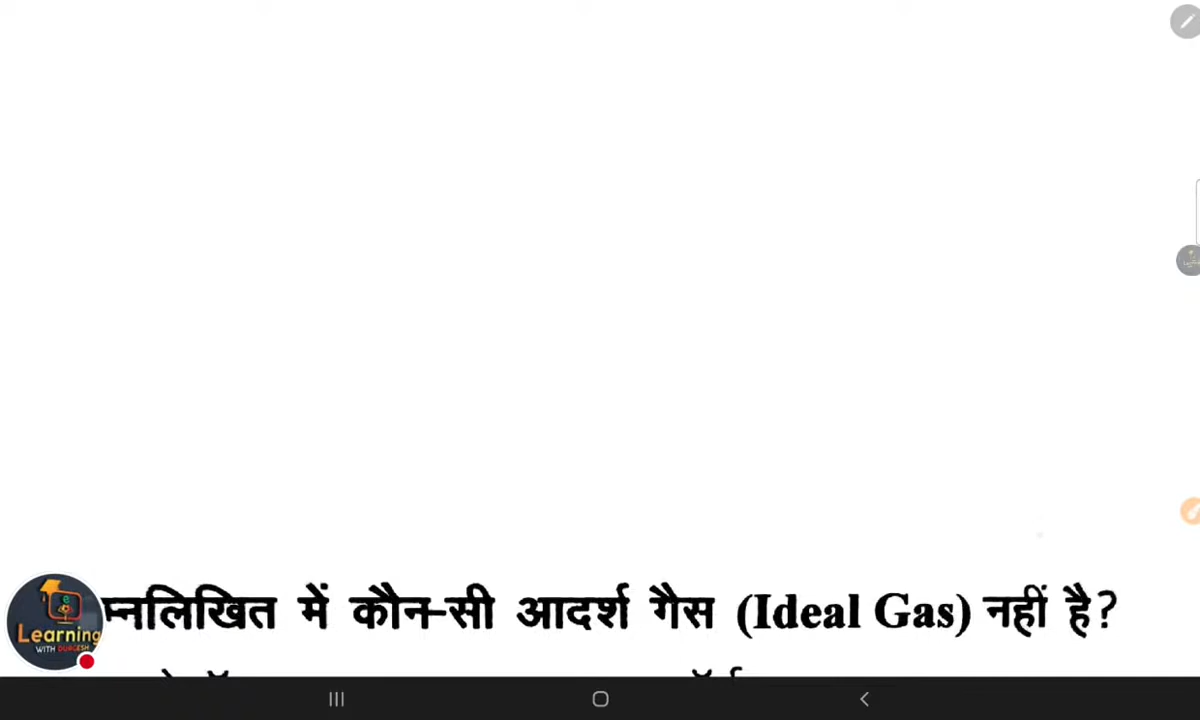 म्नलिखित में कौन-सी आदर्श गैस (Ideal Gas) नहीं है?
Learning
WITH DURGESH